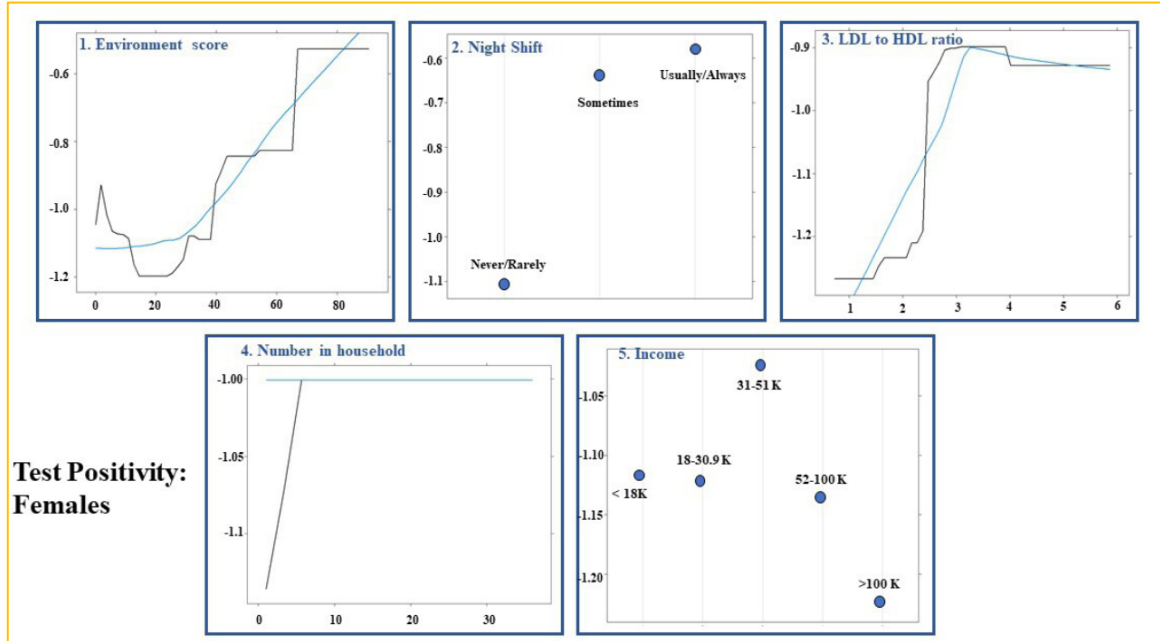 1. Environment score
-0.6
-0.8
-1.0
-1.2
0 20 40 60 80
2. Night Shift
-0.6
-0.7
-0.8
-0.9
-1.0
-1.1
Usually/Always
Sometimes
Never/Rarely
3. LDL to HDL ratio
-0.9
-1.0
-1.1
-1.2
1 2 3 4 5 6
4. Number in household
-1.00
-1.05
-1.1
0 10 20 30
5. Income
-1.05
-1.10
-1.15
-1.20
31-51 K
18-30.9 K
< 18K
52-100 K
>100 K
Test Positivity:
Females